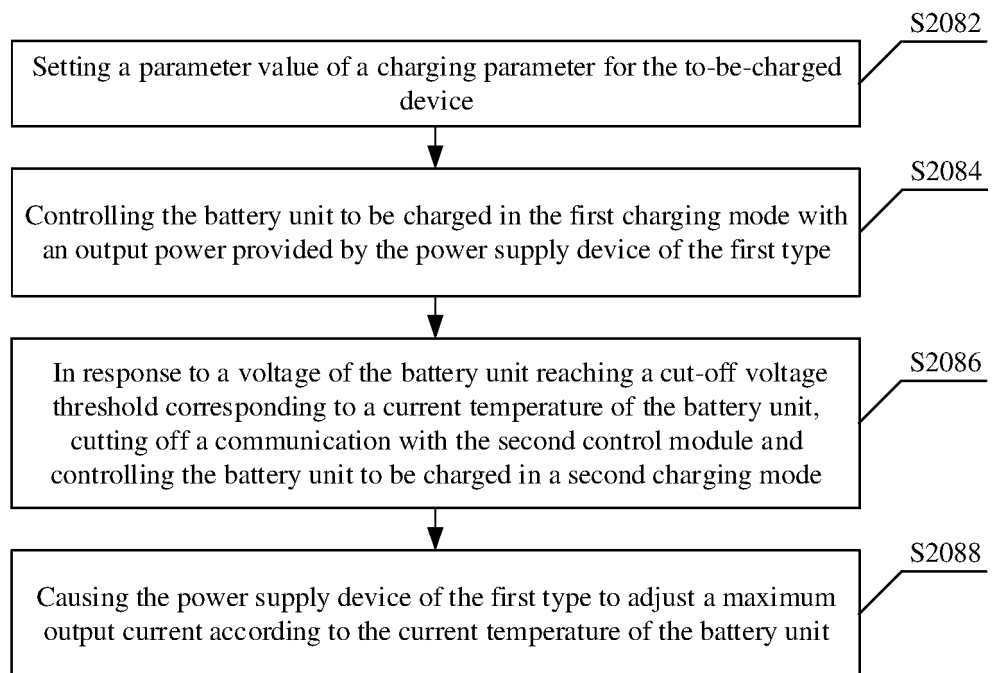 S2082
Setting a parameter value of a charging parameter for the to-be-charged
device
S2084
Controlling the battery unit to be charged in the first charging mode with
an output power provided by the power supply device of the first type
S2086
In response to a voltage of the battery unit reaching a cut-off voltage
threshold corresponding to a current temperature of the battery unit,
cutting off a communication with the second control module and
controlling the battery unit to be charged in a second charging mode
S2088
Causing the power supply device of the first type to adjust a maximum
output current according to the current temperature of the battery unit